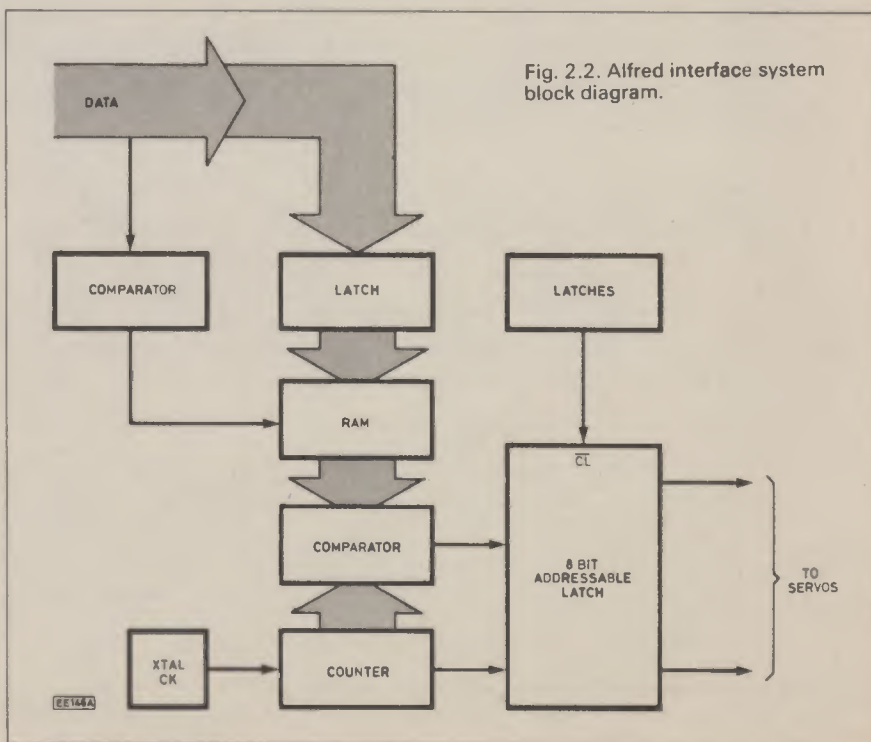 Fig. 2.2. Alfred interface system
block diagram.
DATA
COMPARATOR
LATCH
LATCHES
RAM
CL
COMPARATOR
8 BIT
ADDRESSABLE
LATCH
TO
SERVOS
XTAL
CK
COUNTER
EE146A